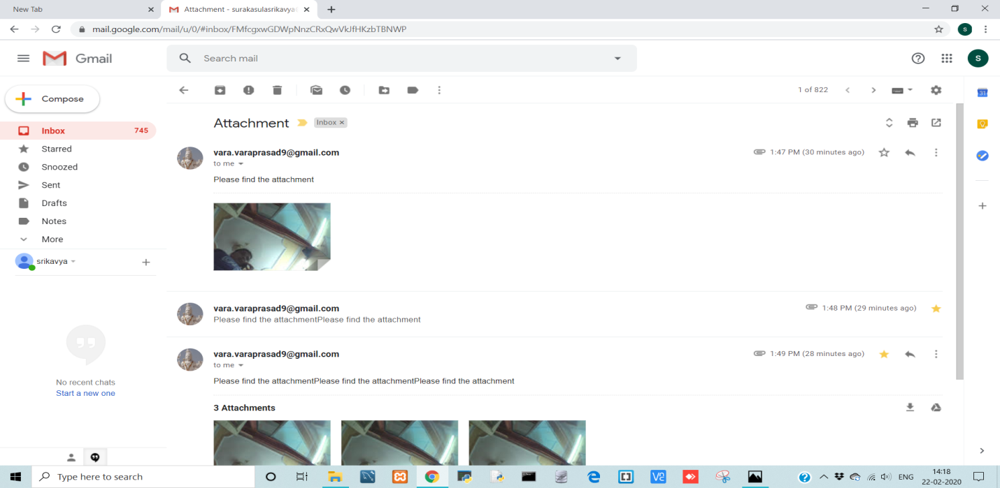 New Tab
Attachment - surakasulasrikavya
mail.google.com/mail/u/0/#inbox/FMfcgxwGDWpNnzCRxQwVkJfHKzbTBNWP
S
Gmail
Search mail
S
Compose
1 of 822
31
Attachment
Inbox ×
Inbox 745
Starred
Snoozed
Sent
Drafts
Notes
More
srikavya
No recent chats
Start a new one
vara.varaprasad9@gmail.com
1:47 PM (30 minutes ago)
to me
Please find the attachment
vara.varaprasad9@gmail.com
1:48 PM (29 minutes ago)
Please find the attachmentPlease find the attachment
vara.varaprasad9@gmail.com
1:49 PM (28 minutes ago)
to me
Please find the attachmentPlease find the attachmentPlease find the attachment
3 Attachments
Type here to search
ENG
14:18
22-02-2020